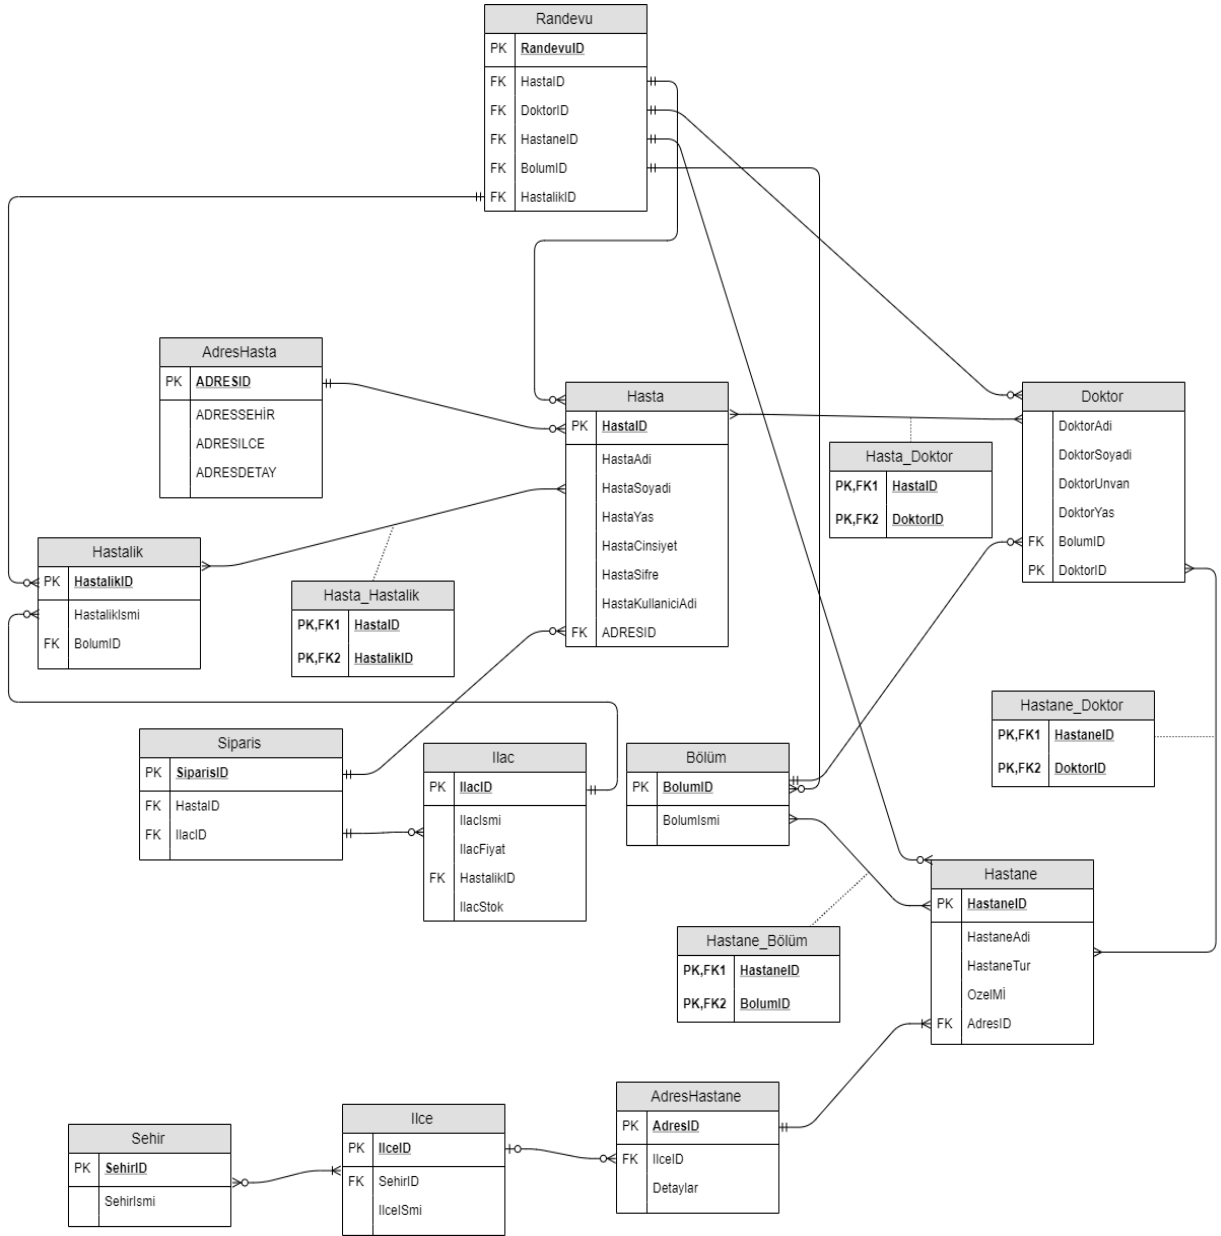 Randevu
PK RandevuID
FK HastaID
FK DoktorID
FK HastaneID
FK BolumID
FK HastalikID
AdresHasta
PK ADRESID
ADRESSEHİR
ADRESILCE
ADRESDETAY
Hasta
PK HastaID
HastaAdi
HastaSoyadi
HastaYas
HastaCinsiyet
HastaSifre
HastaKullaniciAdi
FK ADRESID
Doktor
DoktorAdi
DoktorSoyadi
DoktorUnvan
DoktorYas
FK BolumID
PK DoktorID
Hasta_Doktor
PK,FK1 HastaID
PK,FK2 DoktorID
Hastalik
PK HastalikID
HastalikIsmi
FK BolumID
Hasta_Hastalik
PK,FK1 HastaID
PK,FK2 HastalikID
Hastane_Doktor
PK,FK1 HastaneID
PK,FK2 DoktorID
Siparis
PK SiparisID
FK HastaID
FK IlacID
Ilac
PK IlacID
IlacIsmi
IlacFiyat
FK HastalikID
IlacStok
Bölüm
PK BolumID
BolumIsmi
Hastane
PK HastaneID
HastaneAdi
HastaneTur
OzelMİ
FK AdresID
Hastane_Bölüm
PK,FK1 HastaneID
PK,FK2 BolumID
AdresHastane
PK AdresID
FK IlceID
Detaylar
Ilce
PK IlceID
FK SehirID
IlceISmi
Sehir
PK SehirID
SehirIsmi